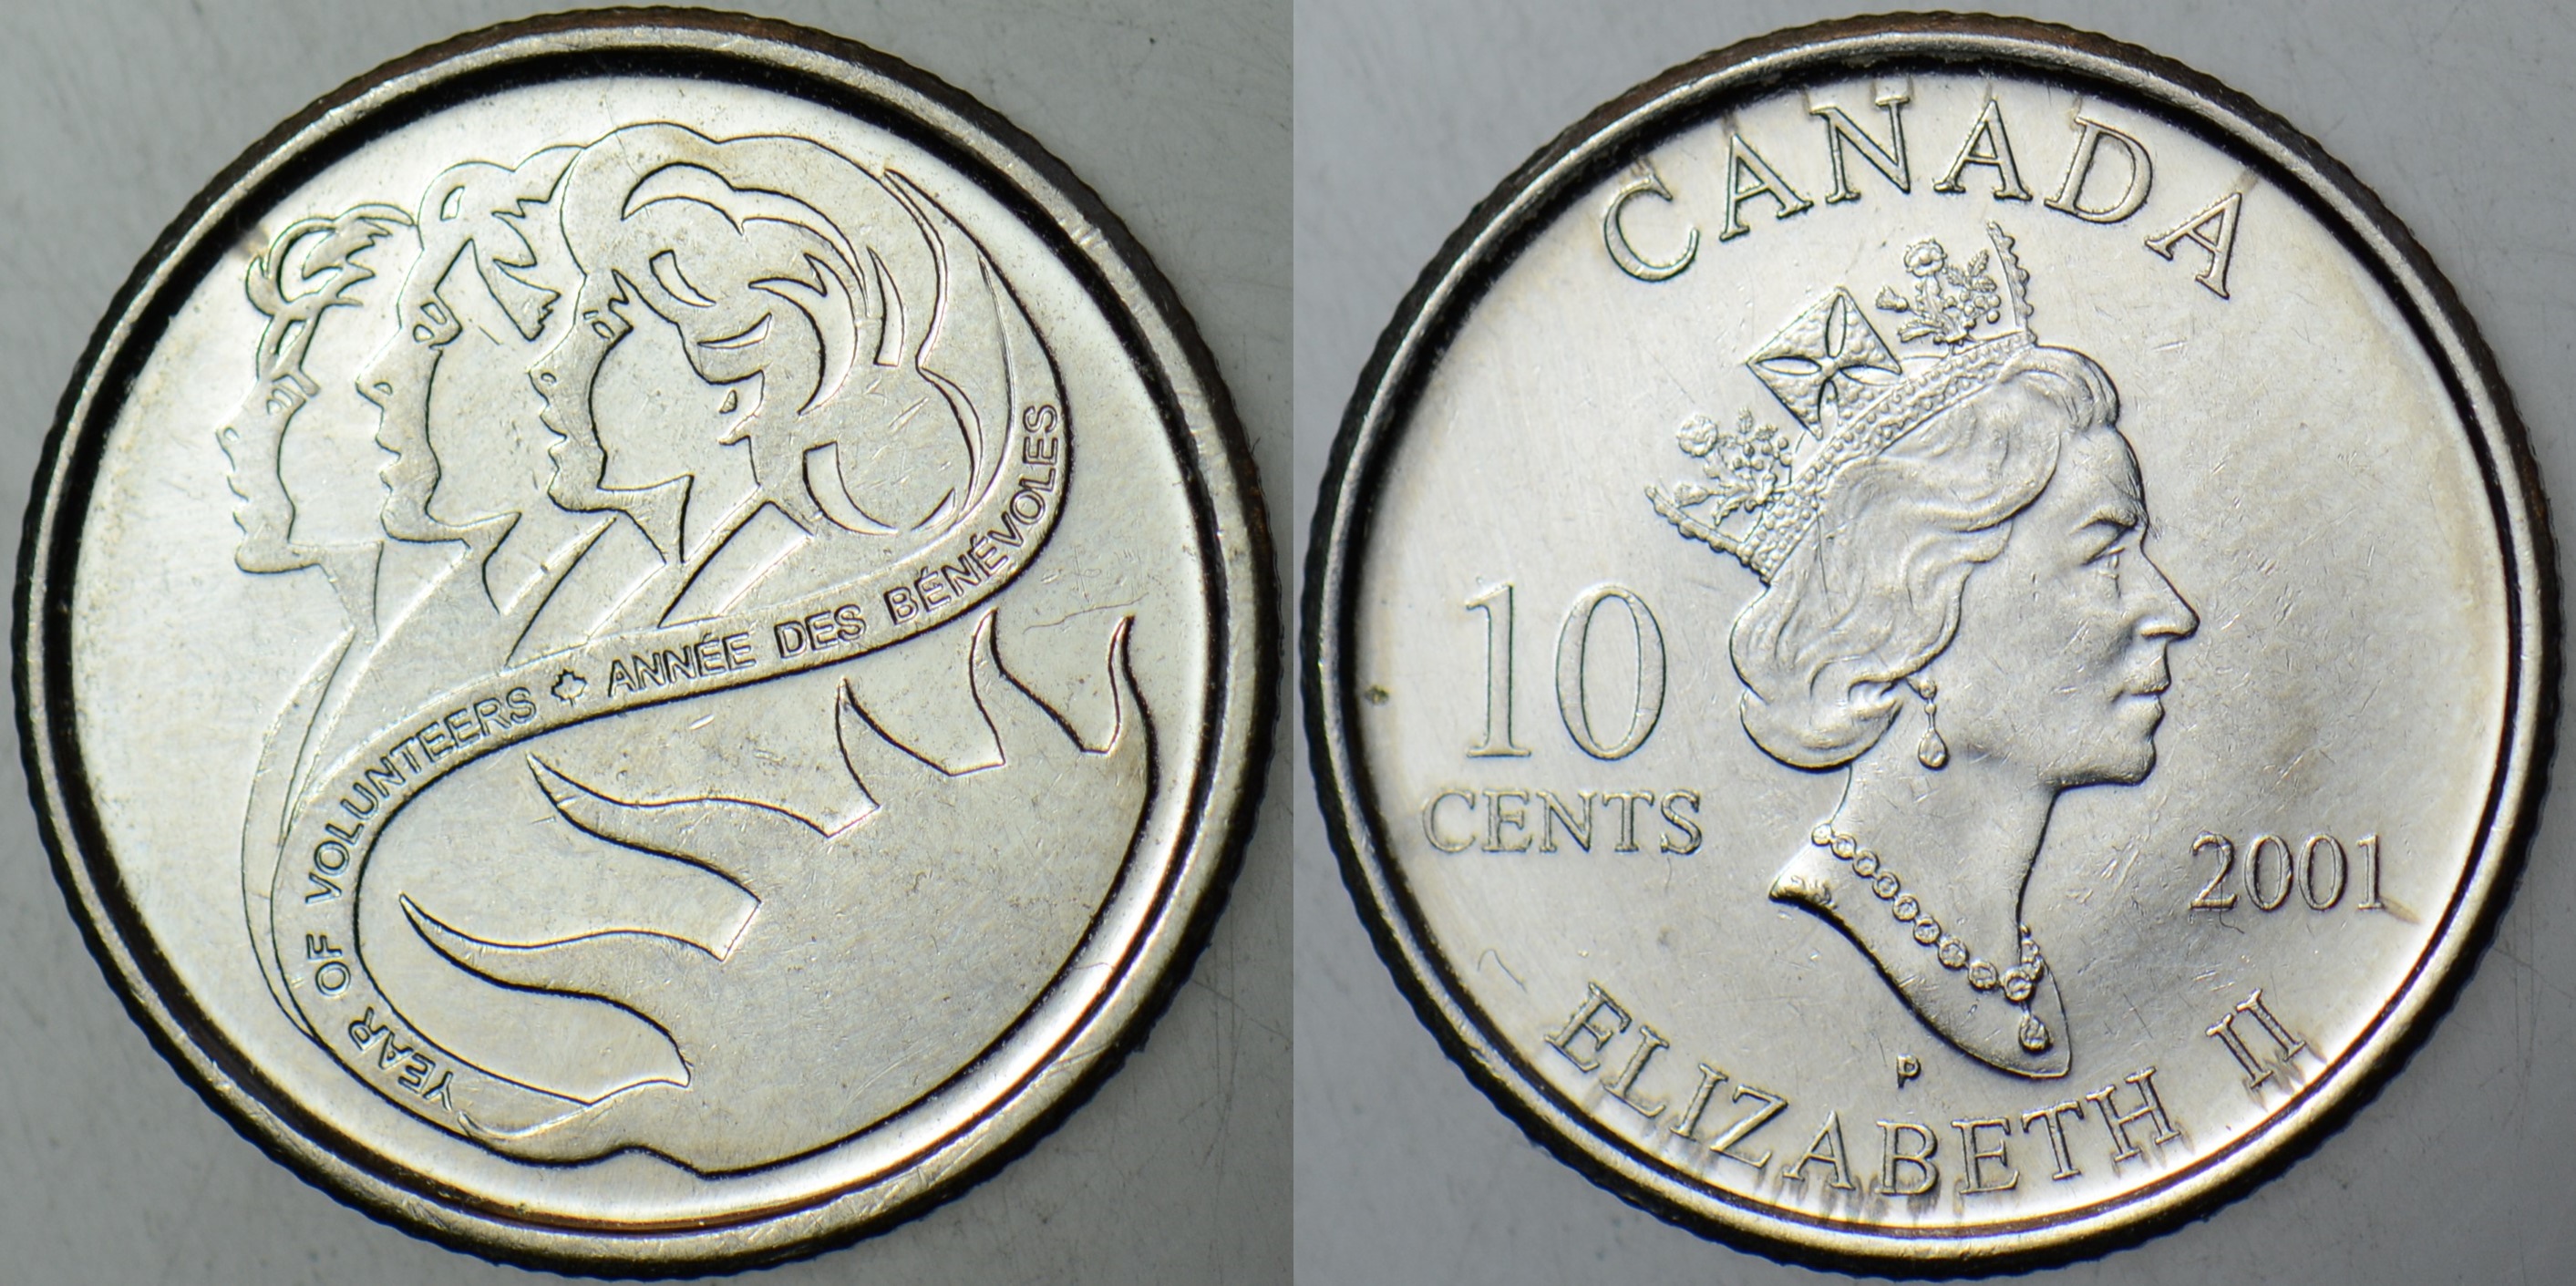 YEAR OF VOLUNTEERS ANNÉE DES BÉNÉVOLES
CANADA
10
CENTS
2001
P
ELIZABETH II